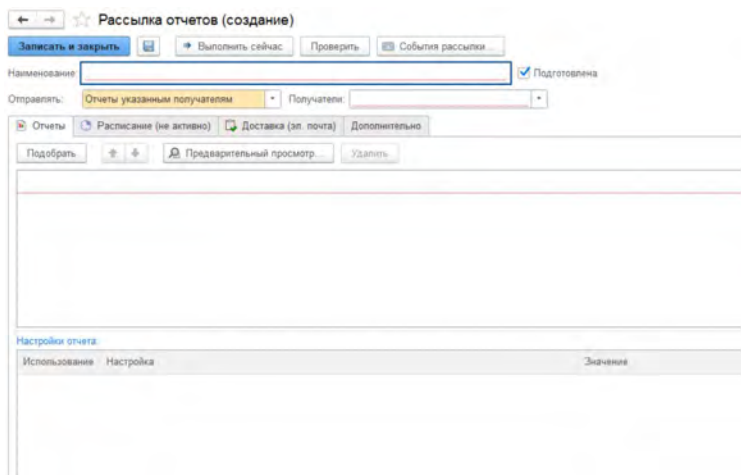 Рассылка отчетов (создание)
Записать и закрыть Выполнить сейчас Проверить События рассылки ...
Наименование: Подготовлена
Отправлять: Отчеты указанным получателям Получатели:
Отчеты Расписание (не активно) Доставка (эл. почта) Дополнительно
Подобрать Предварительный просмотр... Удалить
Настройки отчета:
Использование Настройка Значение